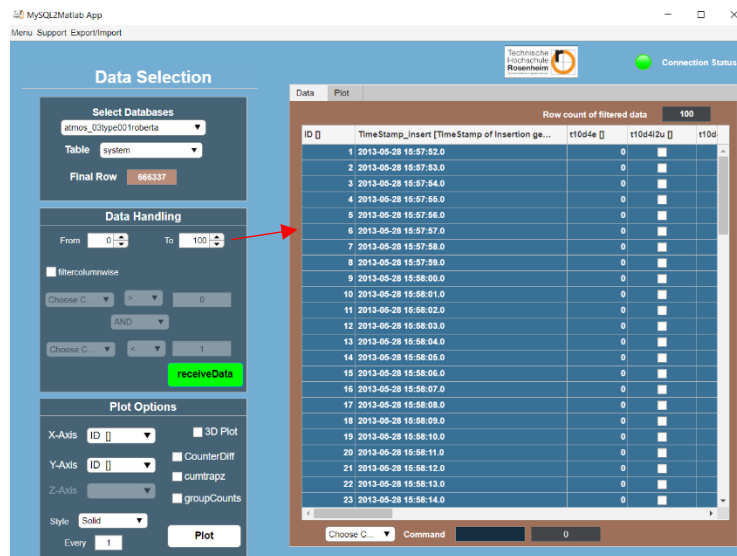 MySQL2Matlab App
Menu Support Export/Import
Technische
Hochschule
Rosenheim
Connection Status
Data Selection
Select Databases
atmos_03type001roberta
Table system
Final Row 666337
Data Handling
From 0 To 100
filtercolumnwise
Choose C... > 0
AND
Choose C... < 1
receiveData
Plot Options
X-Axis ID []
3D Plot
Y-Axis ID []
CounterDiff
cumtrapz
Z-Axis
groupCounts
Style Solid
Every 1
Plot
Data Plot
Row count of filtered data 100
ID [] TimeStamp_insert [TimeStamp of Insertion ge... t10d4e [] t10d4i2u [] t10d
1 2013-05-28 15:57:52.0 0
2 2013-05-28 15:57:53.0 0
3 2013-05-28 15:57:54.0 0
4 2013-05-28 15:57:55.0 0
5 2013-05-28 15:57:56.0 0
6 2013-05-28 15:57:57.0 0
7 2013-05-28 15:57:58.0 0
8 2013-05-28 15:57:59.0 0
9 2013-05-28 15:58:00.0 0
10 2013-05-28 15:58:01.0 0
11 2013-05-28 15:58:02.0 0
12 2013-05-28 15:58:03.0 0
13 2013-05-28 15:58:04.0 0
14 2013-05-28 15:58:05.0 0
15 2013-05-28 15:58:06.0 0
16 2013-05-28 15:58:07.0 0
17 2013-05-28 15:58:08.0 0
18 2013-05-28 15:58:09.0 0
19 2013-05-28 15:58:10.0 0
20 2013-05-28 15:58:11.0 0
21 2013-05-28 15:58:12.0 0
22 2013-05-28 15:58:13.0 0
23 2013-05-28 15:58:14.0 0
Choose C... Command 0